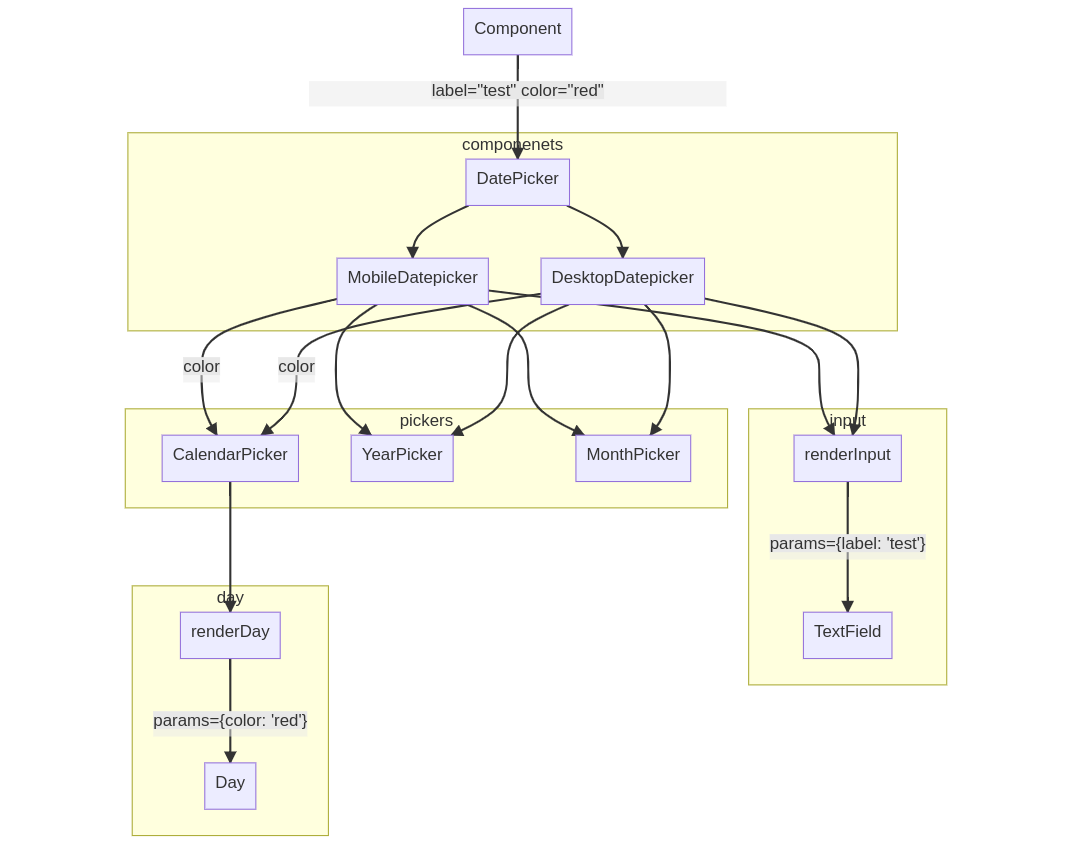 Component
label="test" color="red"
componenets
DatePicker
MobileDatepicker
DesktopDatepicker
color
color
pickers
input
CalendarPicker
YearPicker
MonthPicker
renderInput
params={label: 'test'}
day
renderDay
TextField
params={color: 'red'}
Day